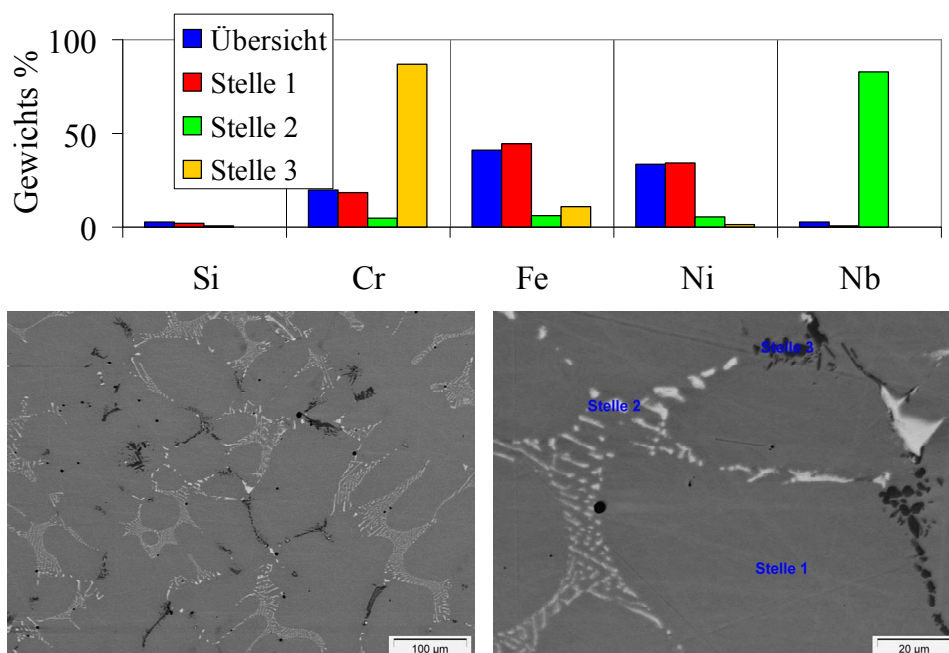 100
50
0
Gewichts %
Übersicht
Stelle 1
Stelle 2
Stelle 3
Si Cr Fe Ni Nb
100 µm
Stelle 3
Stelle 2
Stelle 1
20 µm